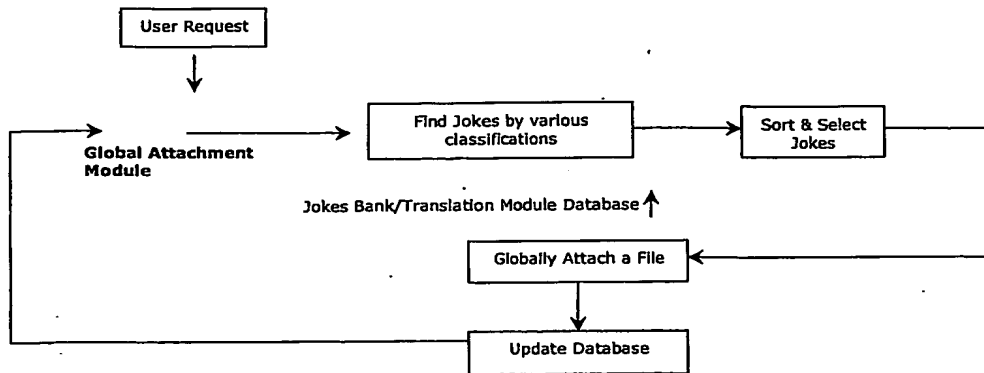 User Request
Find Jokes by various
classifications
Sort & Select
Jokes
Global Attachment
Module
Jokes Bank/Translation Module Database
Globally Attach a File
Update Database